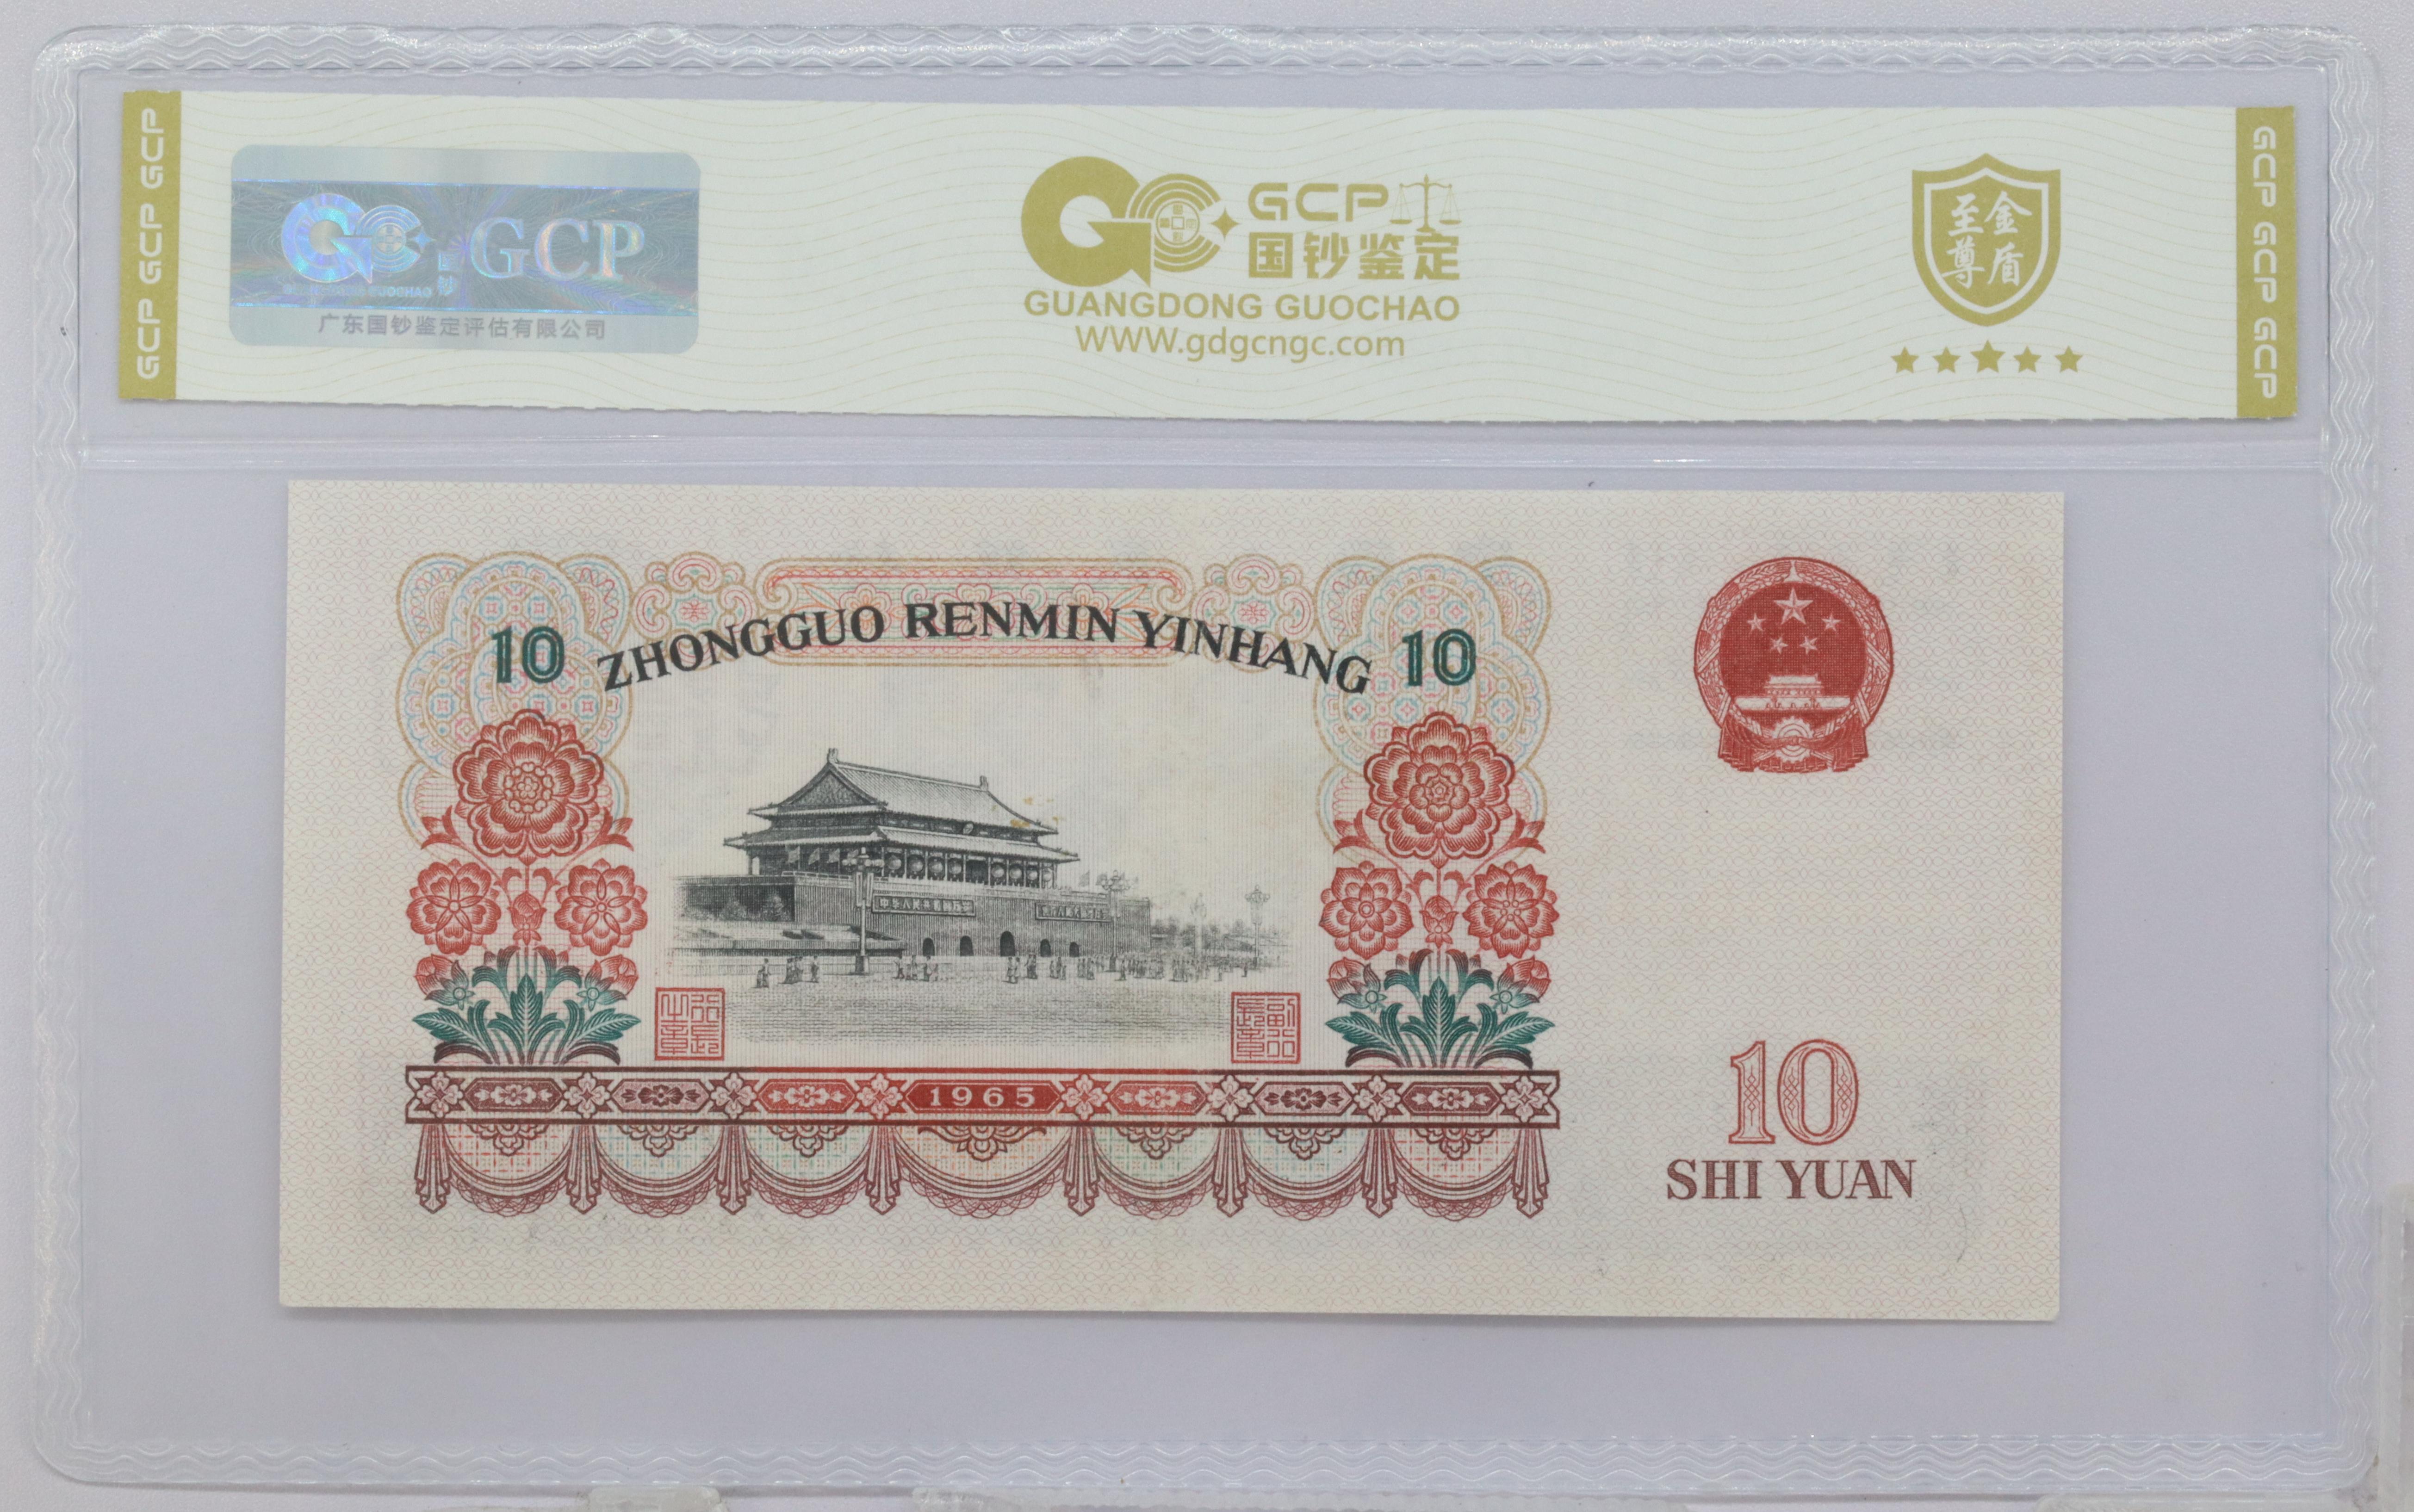 GCP GCP GCP
GCP
广东国钞鉴定评估有限公司
GCP
国钞鉴定
GUANGDONG GUOCHAO
WWW.gdgcngc.com
至金
尊盾
GCP GCP GCP
10 ZHONGGUO RENMIN YINHANG 10
1965
10
SHI YUAN